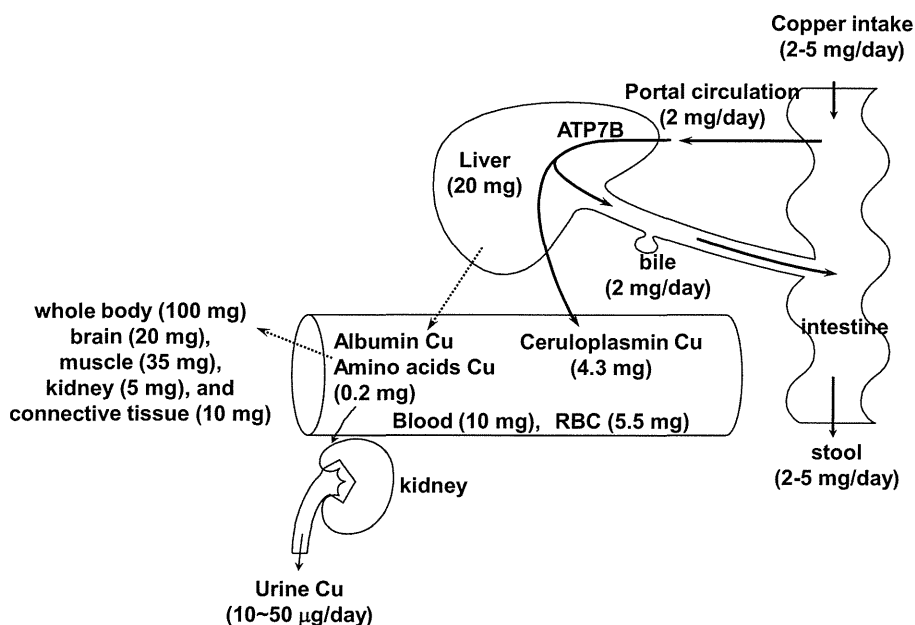 Copper intake
(2-5 mg/day)
Portal circulation
(2 mg/day)
ATP7B
Liver
(20 mg)
bile
(2 mg/day)
intestine
whole body (100 mg)
brain (20 mg),
muscle (35 mg),
kidney (5 mg), and
connective tissue (10 mg)
Albumin Cu
Amino acids Cu
(0.2 mg)
Ceruloplasmin Cu
(4.3 mg)
Blood (10 mg), RBC (5.5 mg)
stool
(2-5 mg/day)
kidney
Urine Cu
(10~50 μg/day)